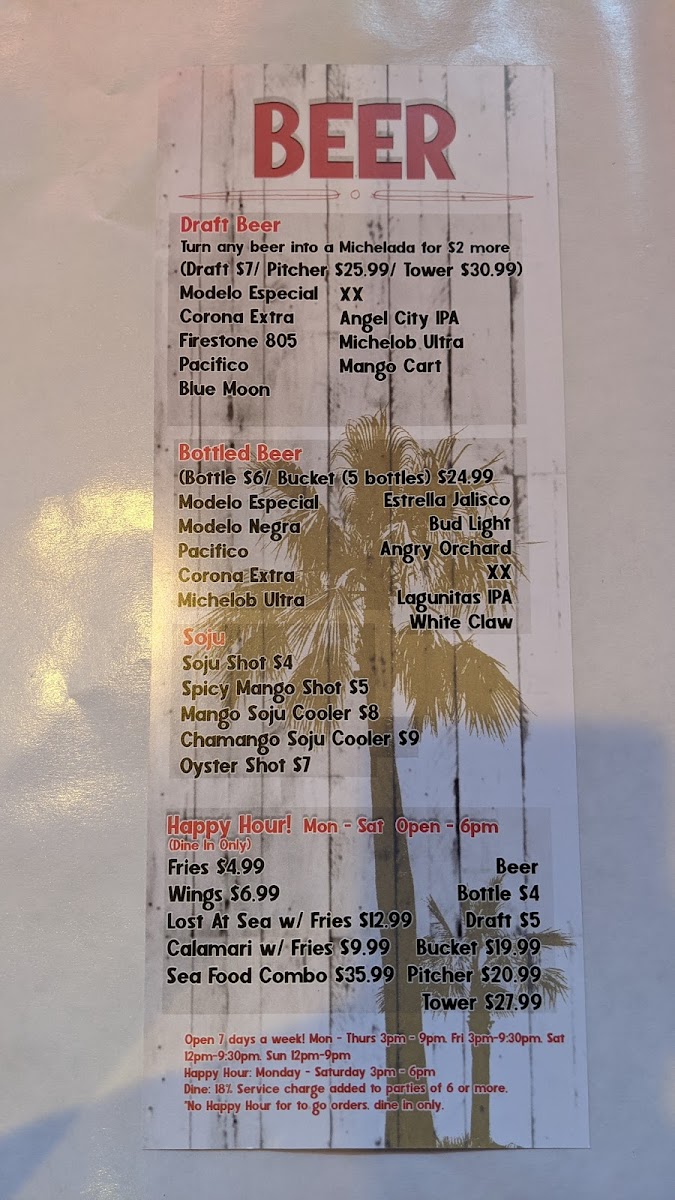 BEER
Draft Beer
Turn any beer into a Michelada for $2 more
(Draft $7/ Pitcher $25.99/ Tower $30.99)
Modelo Especial XX
Corona Extra Angel City IPA
Firestone 805 Michelob Ultra
Pacifico Mango Cart
Blue Moon
Bottled Beer
(Bottle $6/ Bucket (5 bottles) $24.99
Modelo Especial Estrella Jalisco
Modelo Negra Bud Light
Pacifico Angry Orchard
Corona Extra XX
Michelob Ultra Lagunitas IPA
White Claw
Soju
Soju Shot $4
Spicy Mango Shot $5
Mango Soju Cooler $8
Chamango Soju Cooler $9
Oyster Shot $7
Happy Hour! Mon - Sat Open - 6pm
(Dine In Only)
Fries $4.99 Beer
Wings $6.99 Bottle $4
Lost At Sea w/ Fries $12.99 Draft $5
Calamari w/ Fries $9.99 Bucket $19.99
Sea Food Combo $35.99 Pitcher $20.99
Tower $27.99
Open 7 days a week! Mon - Thurs 3pm - 9pm. Fri 3pm-9:30pm. Sat
12pm-9:30pm. Sun 12pm-9pm
Happy Hour: Monday - Saturday 3pm - 6pm
Dine: 18% Service charge added to parties of 6 or more.
*No Happy Hour for to go orders. dine in only.